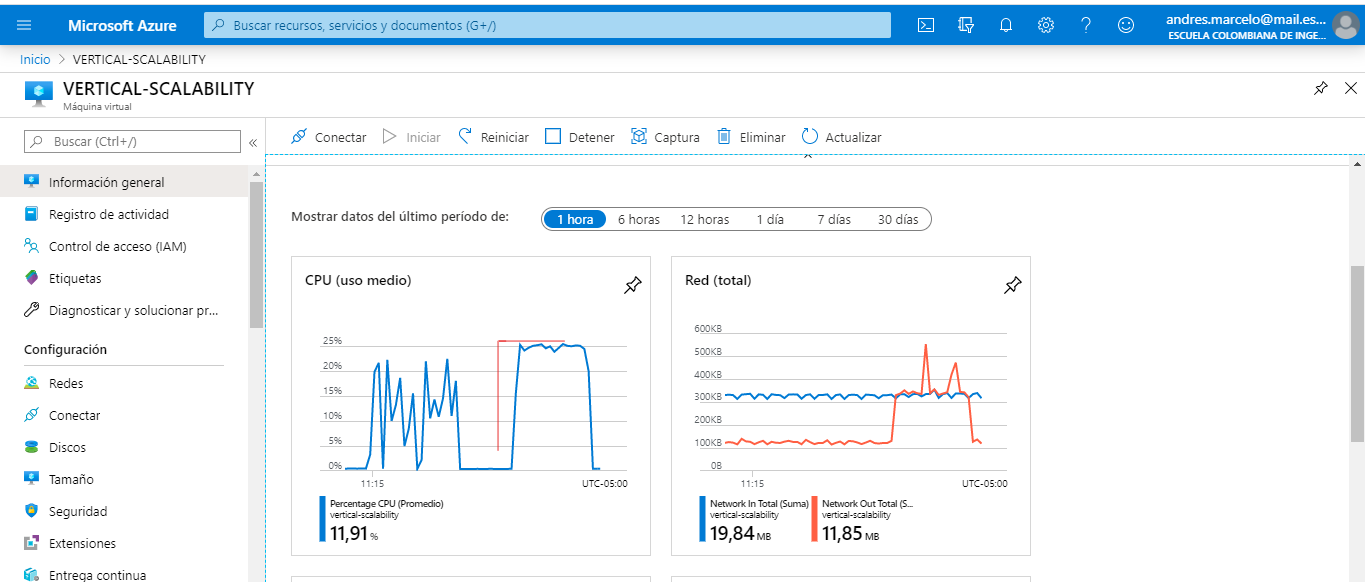 Microsoft Azure
Buscar recursos, servicios y documentos (G+/)
andres.marcelo@mail.es...
ESCUELA COLOMBIANA DE INGE...
Inicio > VERTICAL-SCALABILITY
VERTICAL-SCALABILITY
Máquina virtual
Buscar (Ctrl+/)
«
Conectar Iniciar Reiniciar Detener Captura Eliminar Actualizar
Información general
Registro de actividad
Control de acceso (IAM)
Etiquetas
Diagnosticar y solucionar pr...
Configuración
Redes
Conectar
Discos
Tamaño
Seguridad
Extensiones
Entrega continua
Mostrar datos del último período de: 1 hora 6 horas 12 horas 1 día 7 días 30 días
CPU (uso medio)
25%
20%
15%
10%
5%
0%
11:15 UTC-05:00
Percentage CPU (Promedio)
vertical-scalability
11,91 %
Red (total)
600KB
500KB
400KB
300KB
200KB
100KB
0B
11:15 UTC-05:00
Network In Total (Suma)
vertical-scalability
19,84 MB
Network Out Total (S...
vertical-scalability
11,85 MB